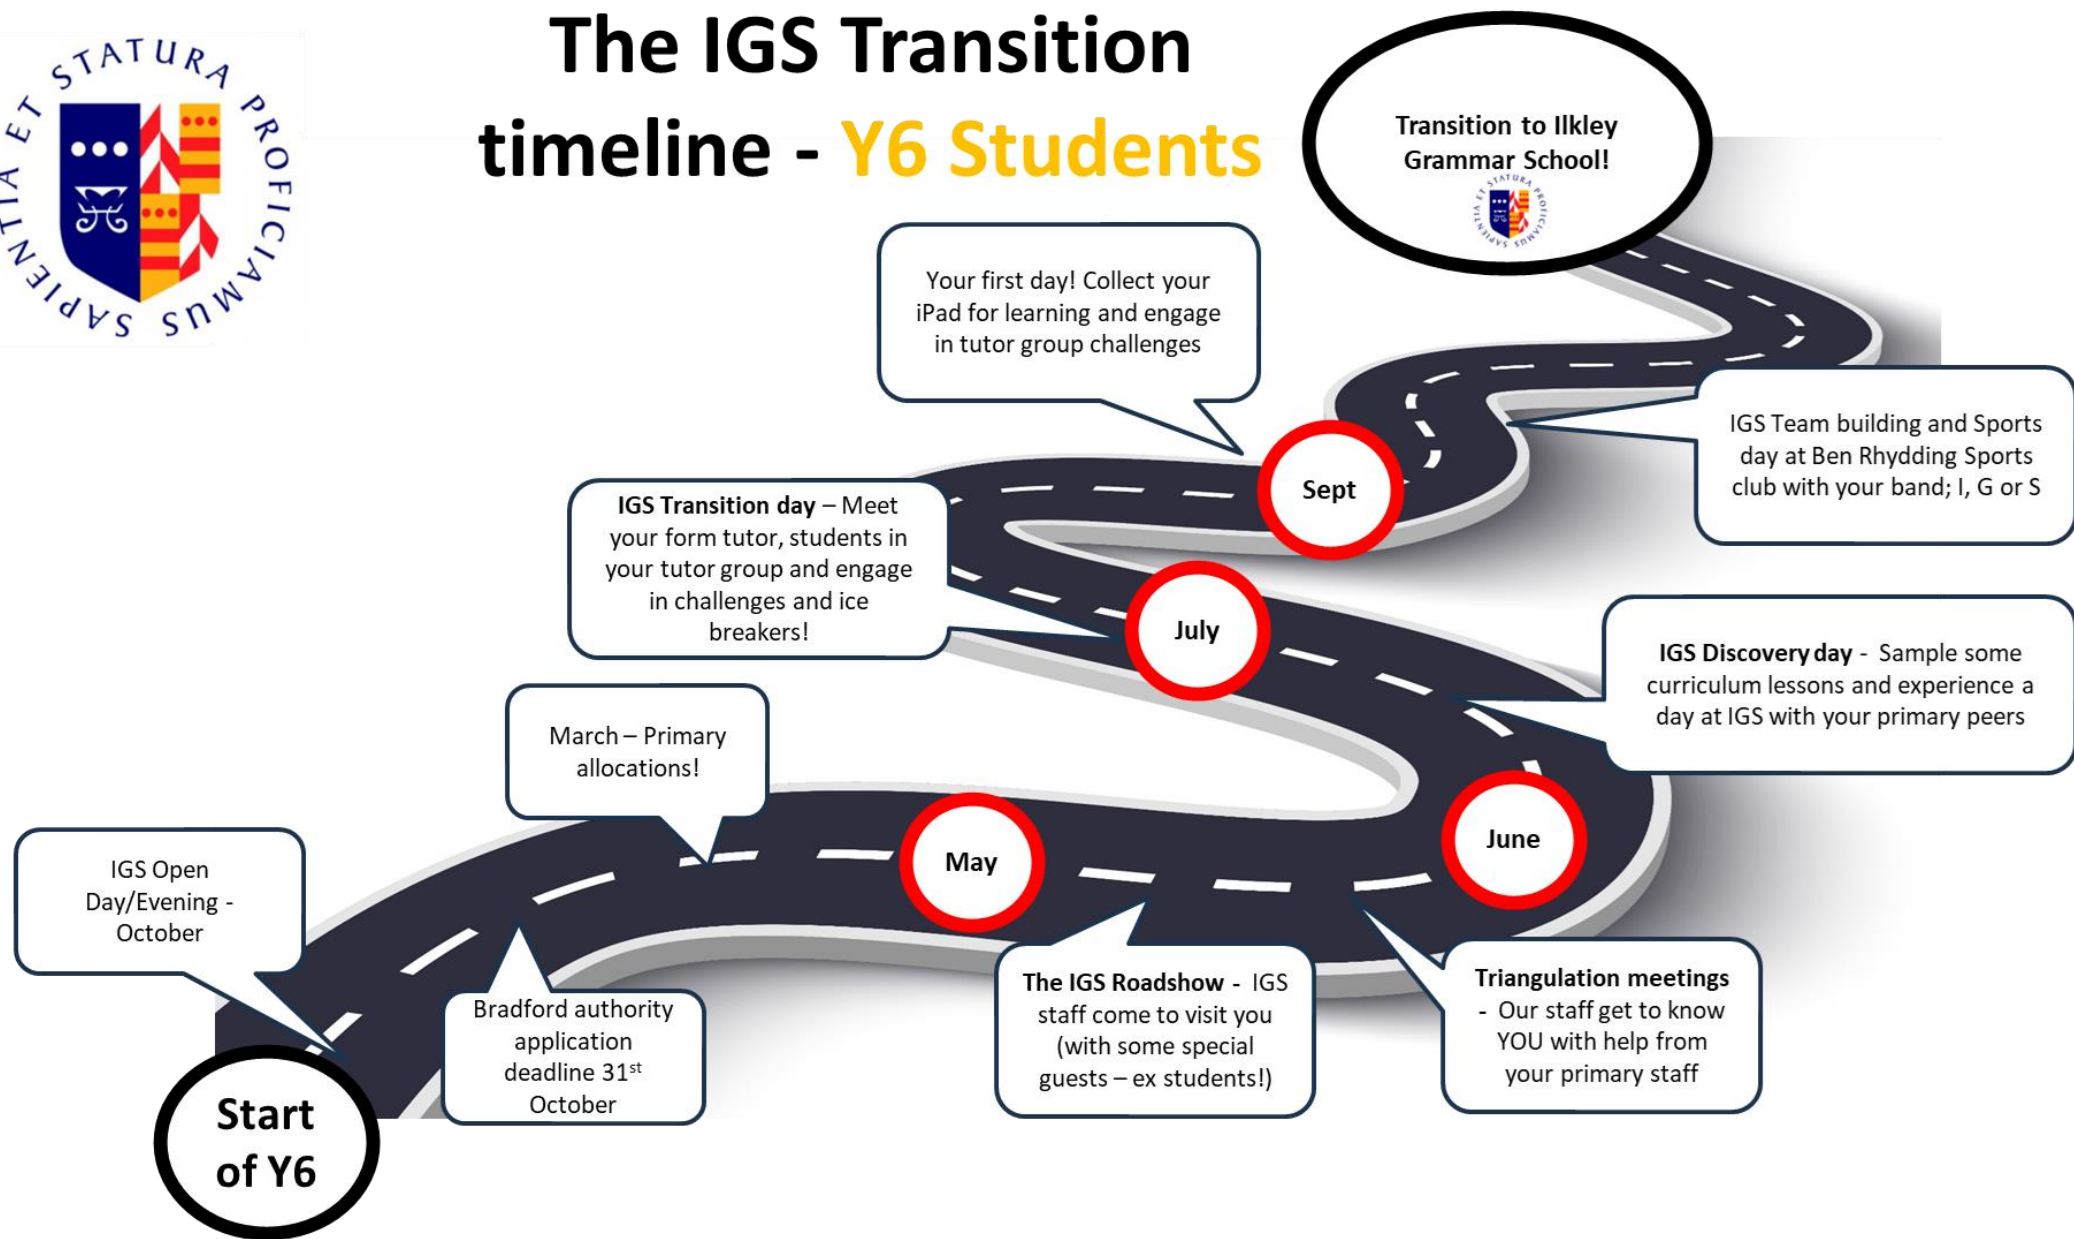 The IGS Transition
timeline - Y6 Students
SAPIENTIA ET STATURA PROFICIAMUS
Transition to Ilkley
Grammar School!
SAPIENTIA ET STATURA PROFICIAMUS
Your first day! Collect your
iPad for learning and engage
in tutor group challenges
IGS Team building and Sports
day at Ben Rhydding Sports
club with your band; I, G or S
Sept
IGS Transition day – Meet
your form tutor, students in
your tutor group and engage
in challenges and ice
breakers!
July
IGS Discovery day - Sample some
curriculum lessons and experience a
day at IGS with your primary peers
March – Primary
allocations!
May
June
IGS Open
Day/Evening -
October
Bradford authority
application
deadline 31st
October
The IGS Roadshow - IGS
staff come to visit you
(with some special
guests – ex students!)
Triangulation meetings
- Our staff get to know
YOU with help from
your primary staff
Start
of Y6